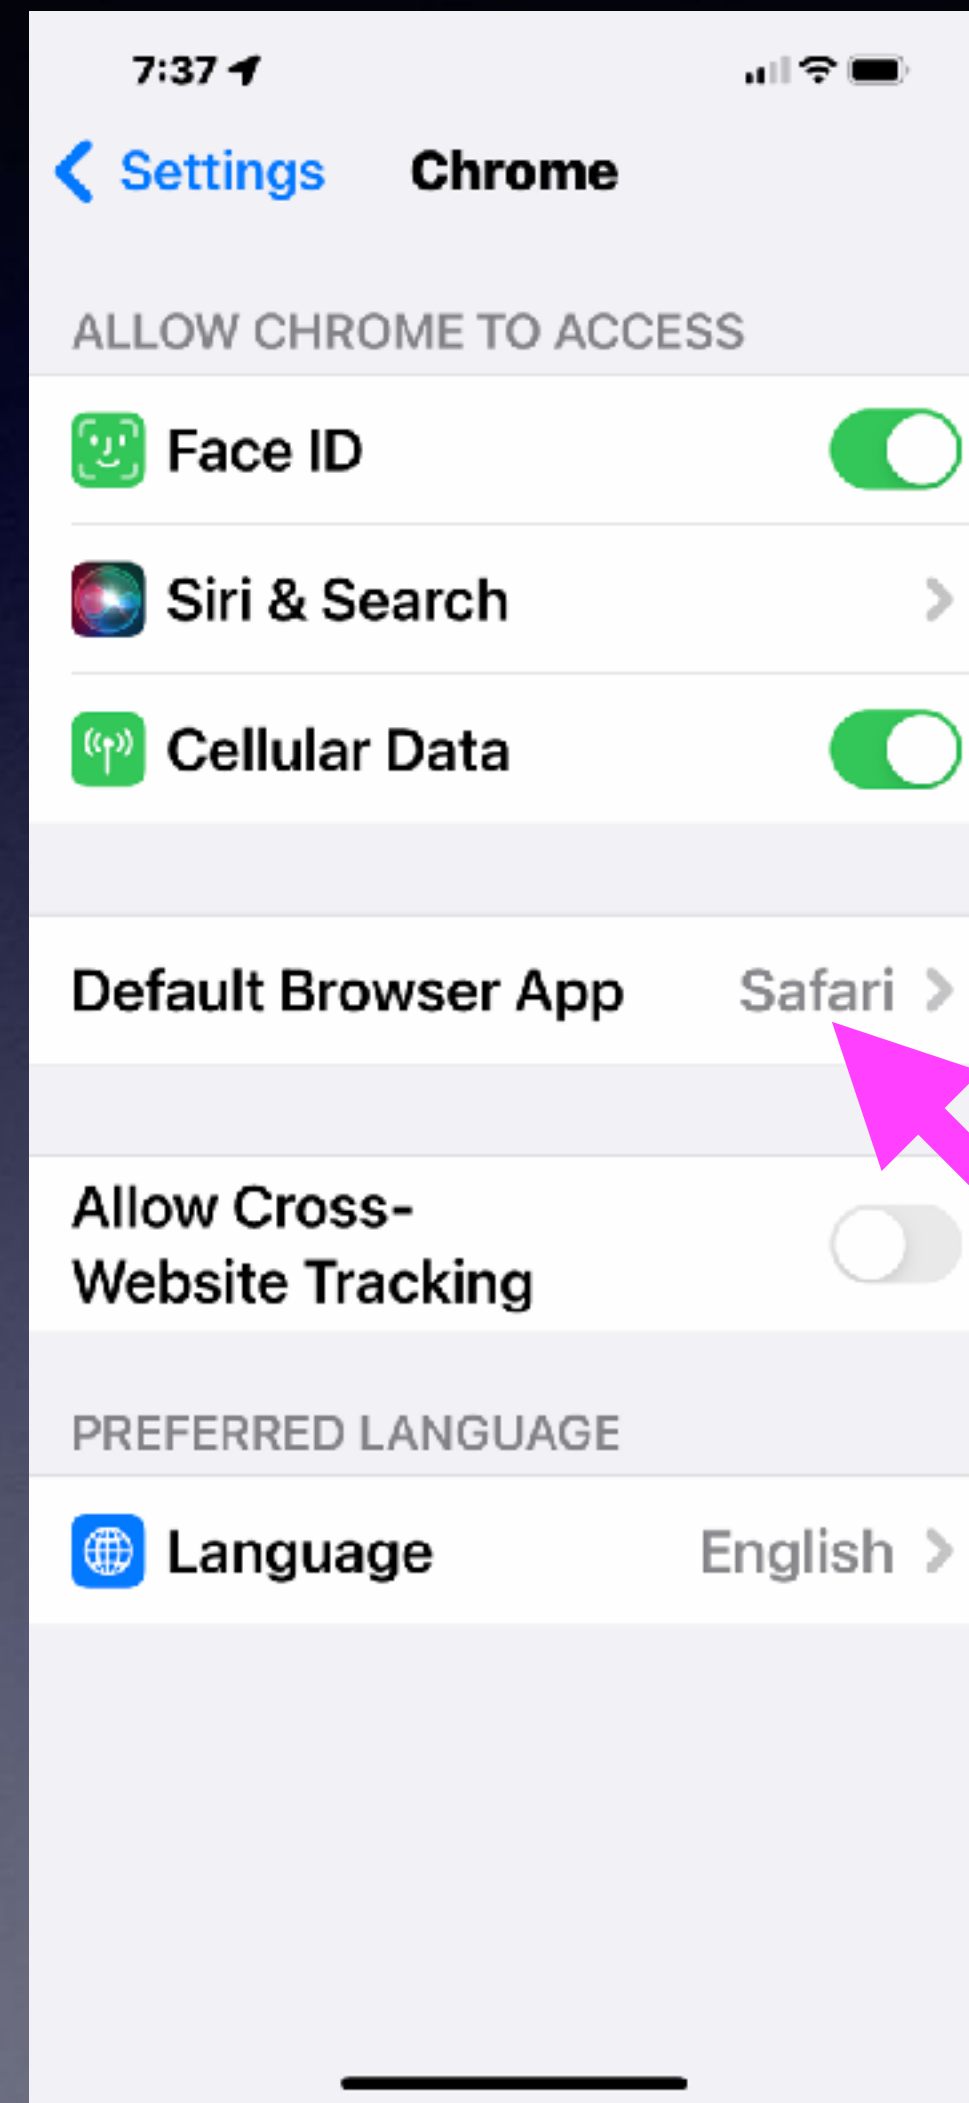 7:37
Settings Chrome
ALLOW CHROME TO ACCESS
Face ID
Siri & Search
Cellular Data
Default Browser App Safari
Allow Cross-
Website Tracking
PREFERRED LANGUAGE
Language English